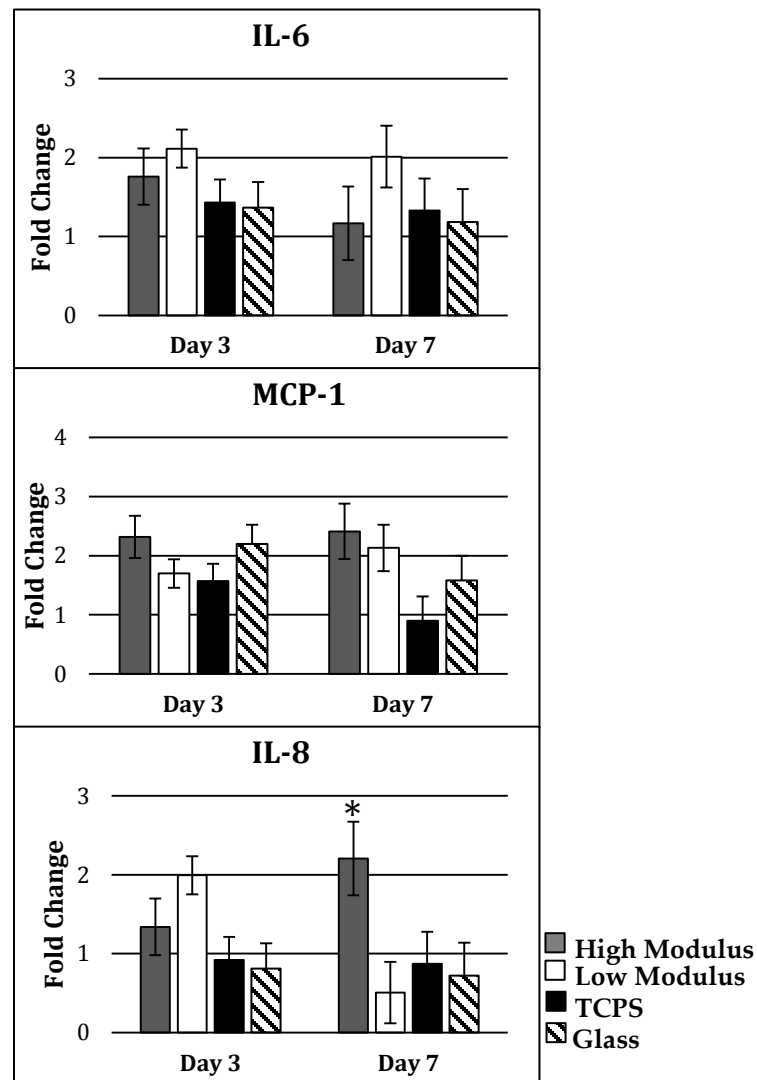 IL-6
3
2
1
0
Fold Change
Day 3 Day 7
MCP-1
4
3
2
1
0
Fold Change
Day 3 Day 7
IL-8
3
2
1
0
Fold Change
*
Day 3 Day 7
High Modulus
Low Modulus
TCPS
Glass